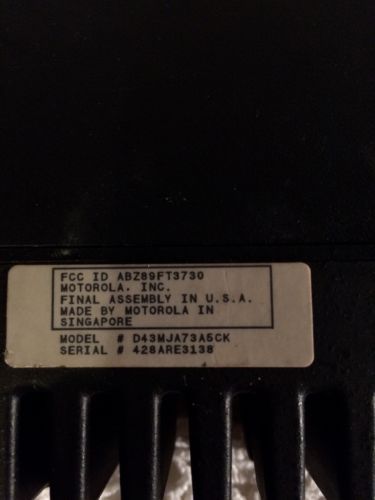 FCC ID ABZ89FT3730
MOTOROLA. INC.
FINAL ASSEMBLY IN U.S.A.
MADE BY MOTOROLA IN
SINGAPORE
MODEL # D43MJA73A5CK
SERIAL # 428ARE3138